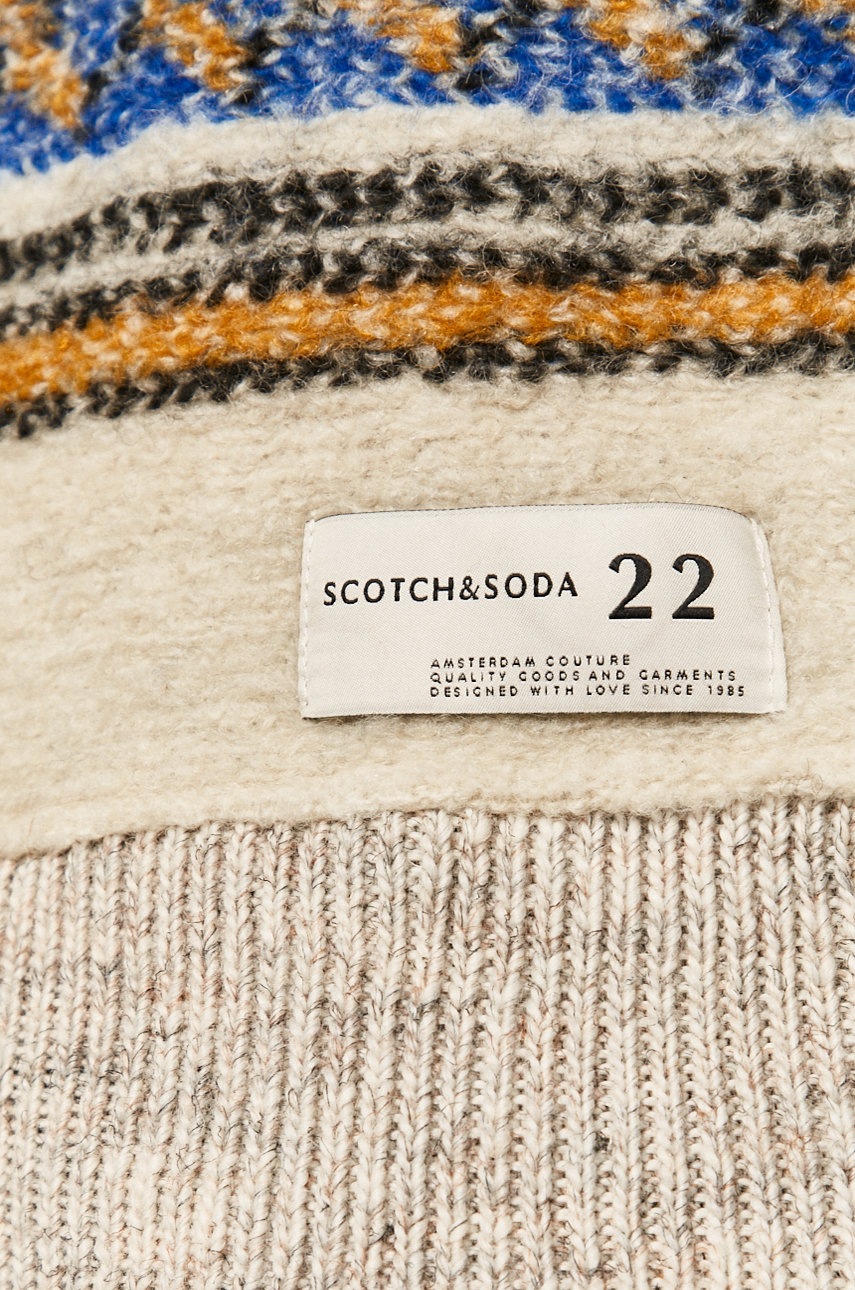 SCOTCH&SODA 22
AMSTERDAM COUTURE
QUALITY GOODS AND GARMENTS
DESIGNED WITH LOVE SINCE 1985